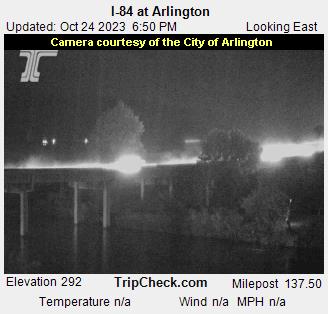 I-84 at Arlington
Updated: Oct 24 2023 6:50 PM Looking East
Camera courtesy of the City of Arlington
Elevation 292 TripCheck.com Milepost 137.50
Temperature n/a Wind n/a MPH n/a